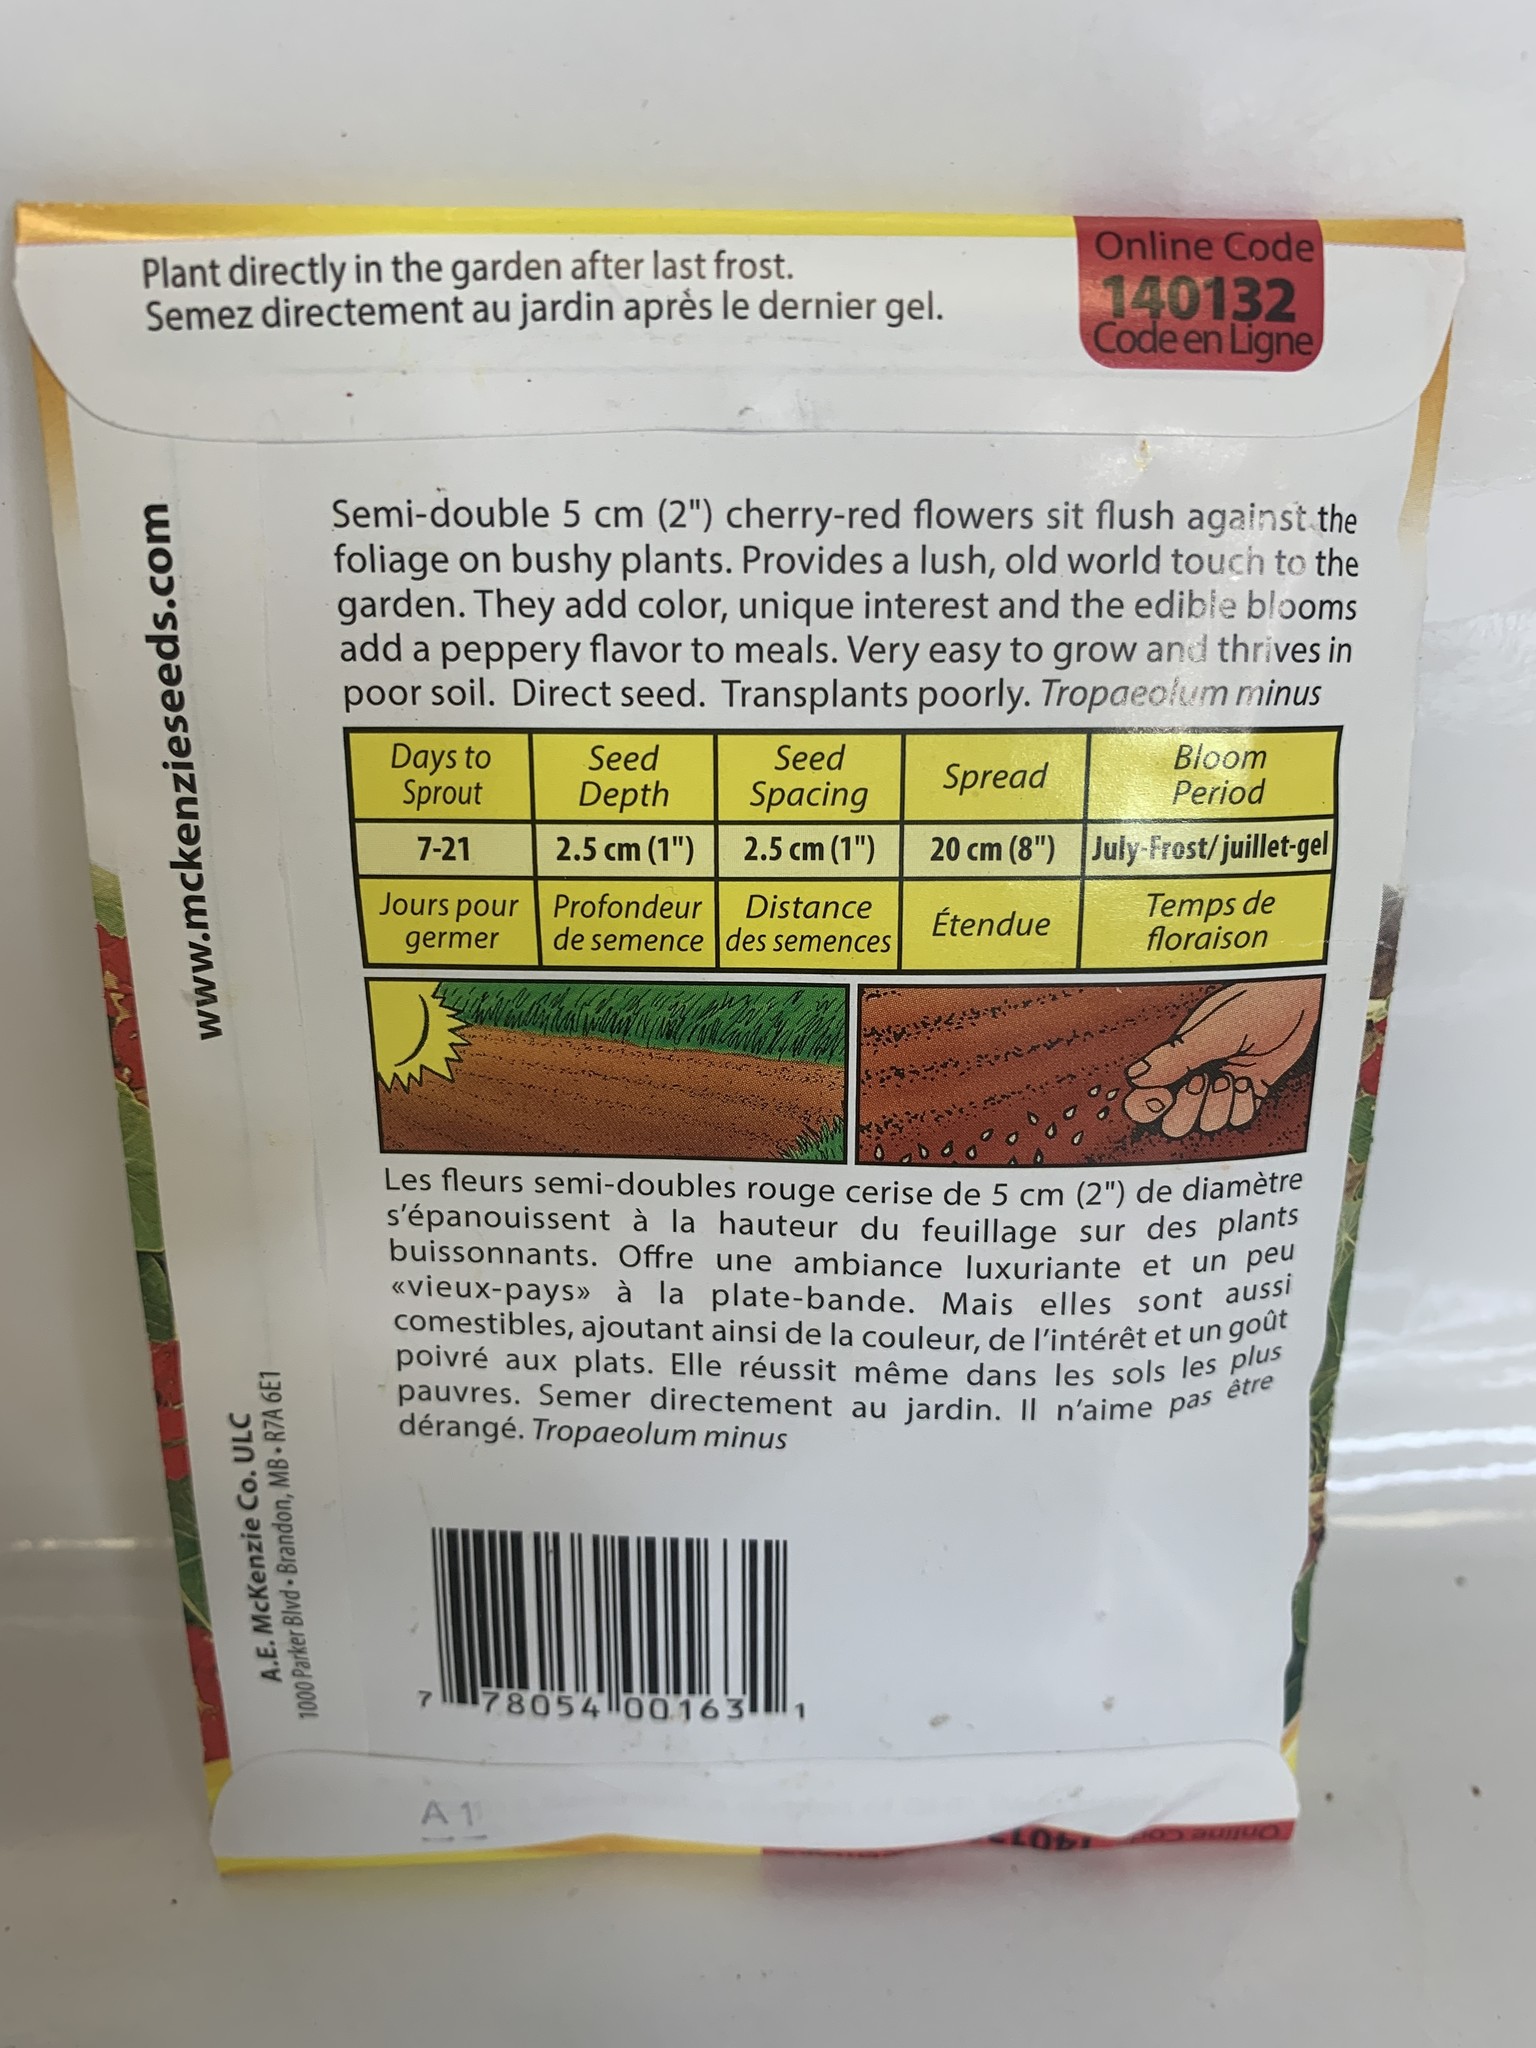 Plant directly in the garden after last frost.
Semez directement au jardin après le dernier gel.
Online Code
140132
Code en Ligne
www.mckenzieseeds.com
Semi-double 5 cm (2") cherry-red flowers sit flush against the
foliage on bushy plants. Provides a lush, old world touch to the
garden. They add color, unique interest and the edible blooms
add a peppery flavor to meals. Very easy to grow and thrives in
poor soil. Direct seed. Transplants poorly. Tropaeolum minus
Days to Sprout | Seed Depth | Seed Spacing | Spread | Bloom Period
7-21 | 2.5 cm (1") | 2.5 cm (1") | 20 cm (8") | July-Frost/juillet-gel
Jours pour germer | Profondeur de semence | Distance des semences | Étendue | Temps de floraison
Les fleurs semi-doubles rouge cerise de 5 cm (2") de diamètre
s'épanouissent à la hauteur du feuillage sur des plants
buissonnants. Offre une ambiance luxuriante et un peu
«vieux-pays» à la plate-bande. Mais elles sont aussi
comestibles, ajoutant ainsi de la couleur, de l'intérêt et un goût
poivré aux plats. Elle réussit même dans les sols les plus
pauvres. Semer directement au jardin. Il n'aime pas être
dérangé. Tropaeolum minus
A.E. McKenzie Co. ULC
1000 Parker Blvd • Brandon, MB • R7A 6E1
7 78054 00163 1
A 1
Online Co